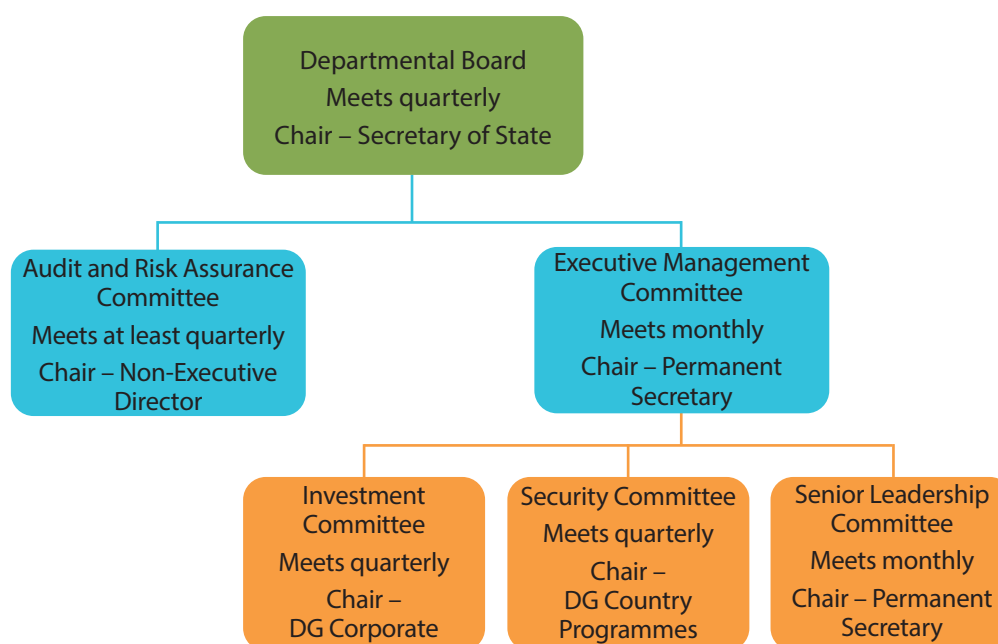 Departmental Board
Meets quarterly
Chair – Secretary of State
Audit and Risk Assurance
Committee
Meets at least quarterly
Chair – Non-Executive
Director
Executive Management
Committee
Meets monthly
Chair – Permanent
Secretary
Investment
Committee
Meets quarterly
Chair –
DG Corporate
Security Committee
Meets quarterly
Chair –
DG Country
Programmes
Senior Leadership
Committee
Meets monthly
Chair – Permanent
Secretary